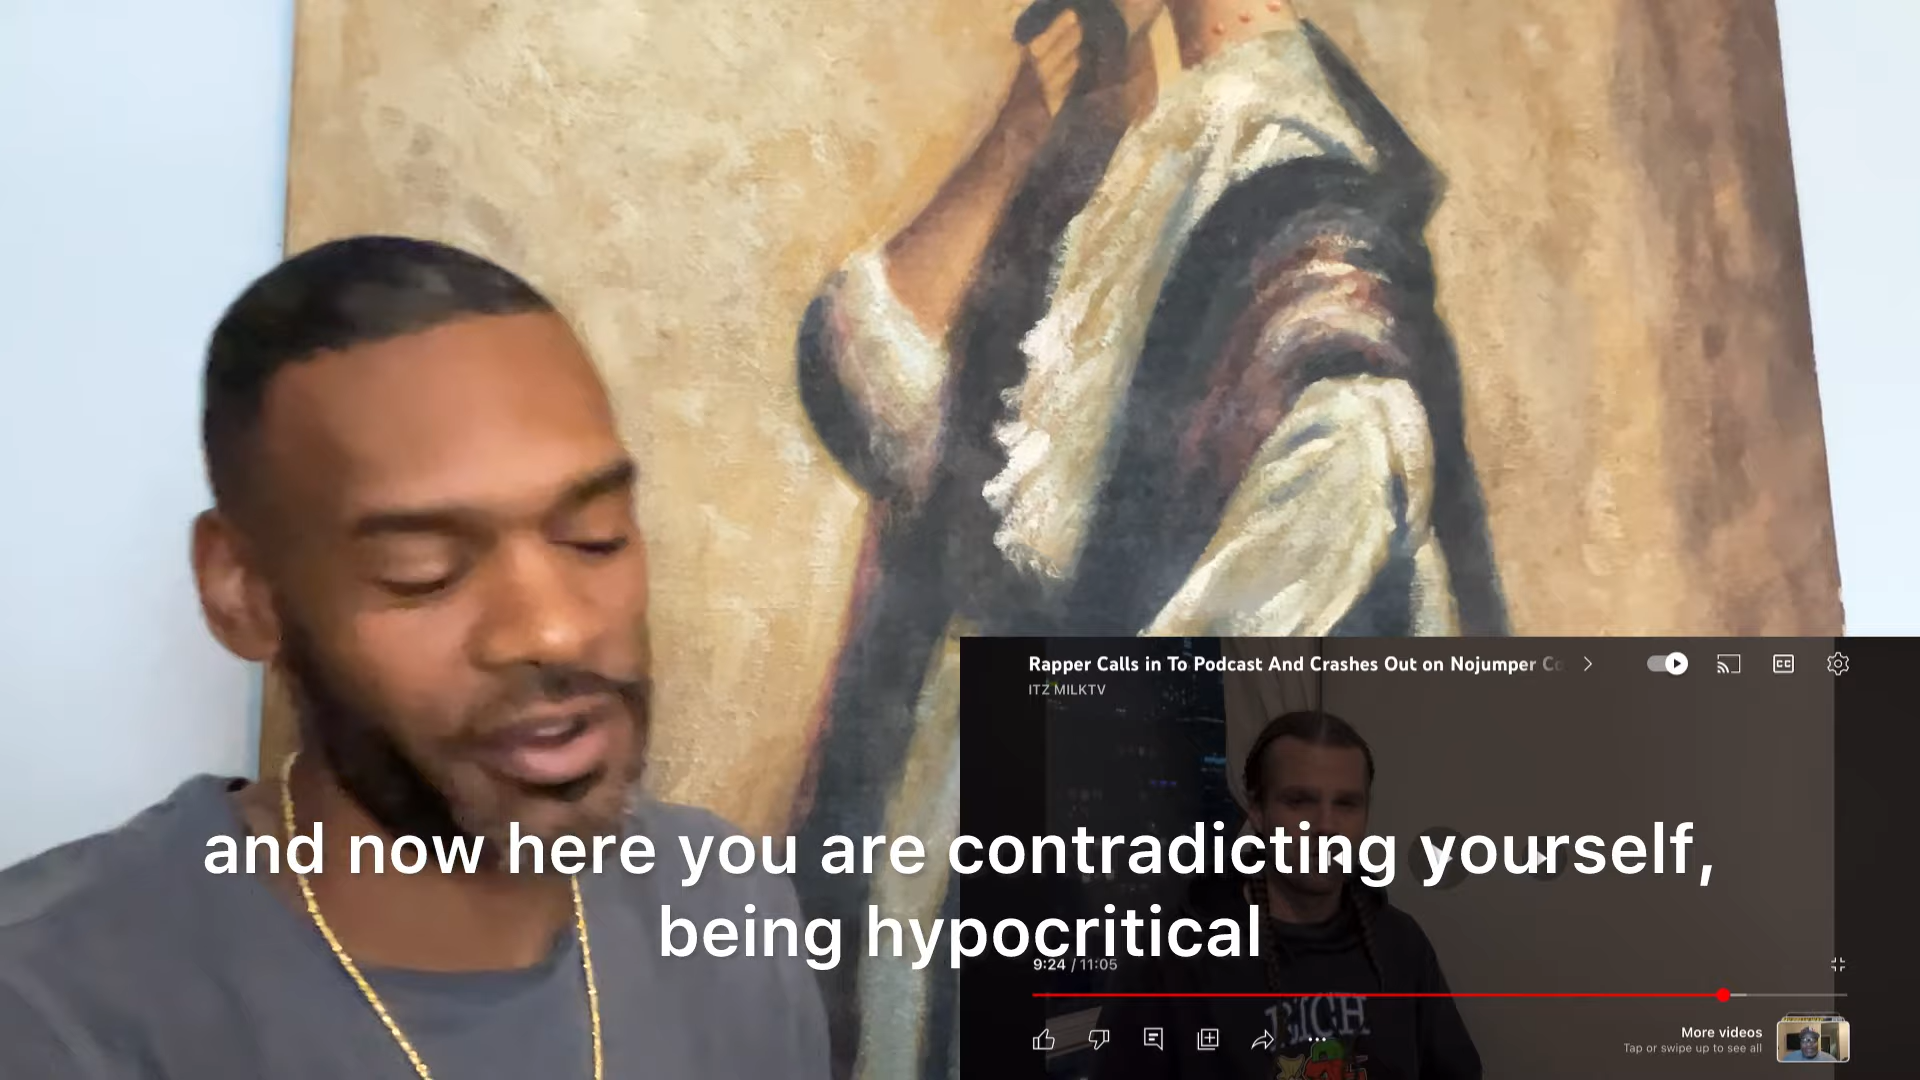 Rapper Calls in To Podcast And Crashes Out on Nojumper
ITZ MILKTV
and now here you are contradicting yourself,
being hypocritical
9:24 / 11:05
More videos
Tap or swipe up to see all